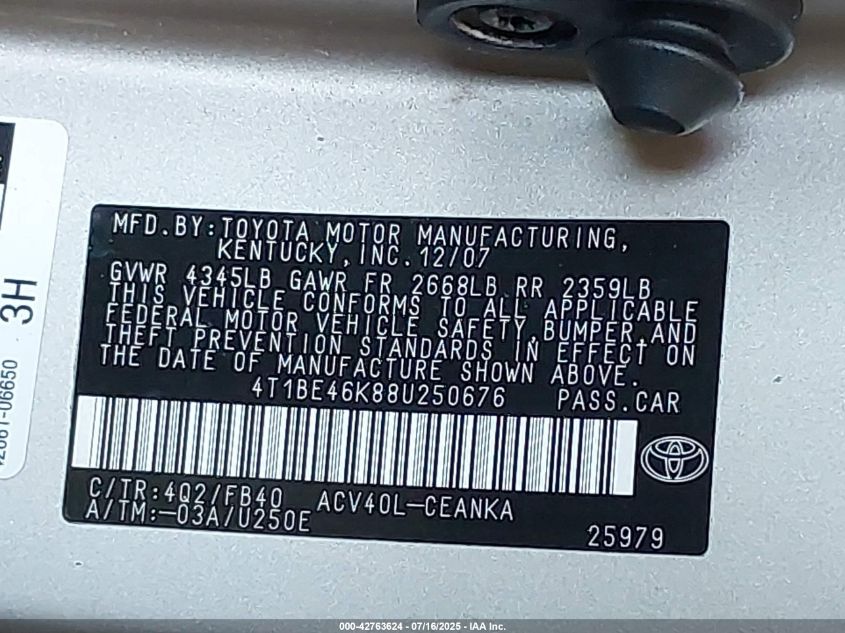 MFD.BY:TOYOTA MOTOR MANUFACTURING,
KENTUCKY,INC.12/07
GVWR 4345LB GAWR FR 2668LB RR 2359LB
THIS VEHICLE CONFORMS TO ALL APPLICABLE
FEDERAL MOTOR VEHICLE SAFETY,BUMPER,AND
THEFT PREVENTION STANDARDS IN EFFECT ON
THE DATE OF MANUFACTURE SHOWN ABOVE.
4T1BE46K88U250676 PASS.CAR
C/TR:4Q2/FB40 ACV40L-CEANKA
A/TM:-03A/U250E
25979
3H
000-42763624 - 07/16/2025 - IAA Inc.